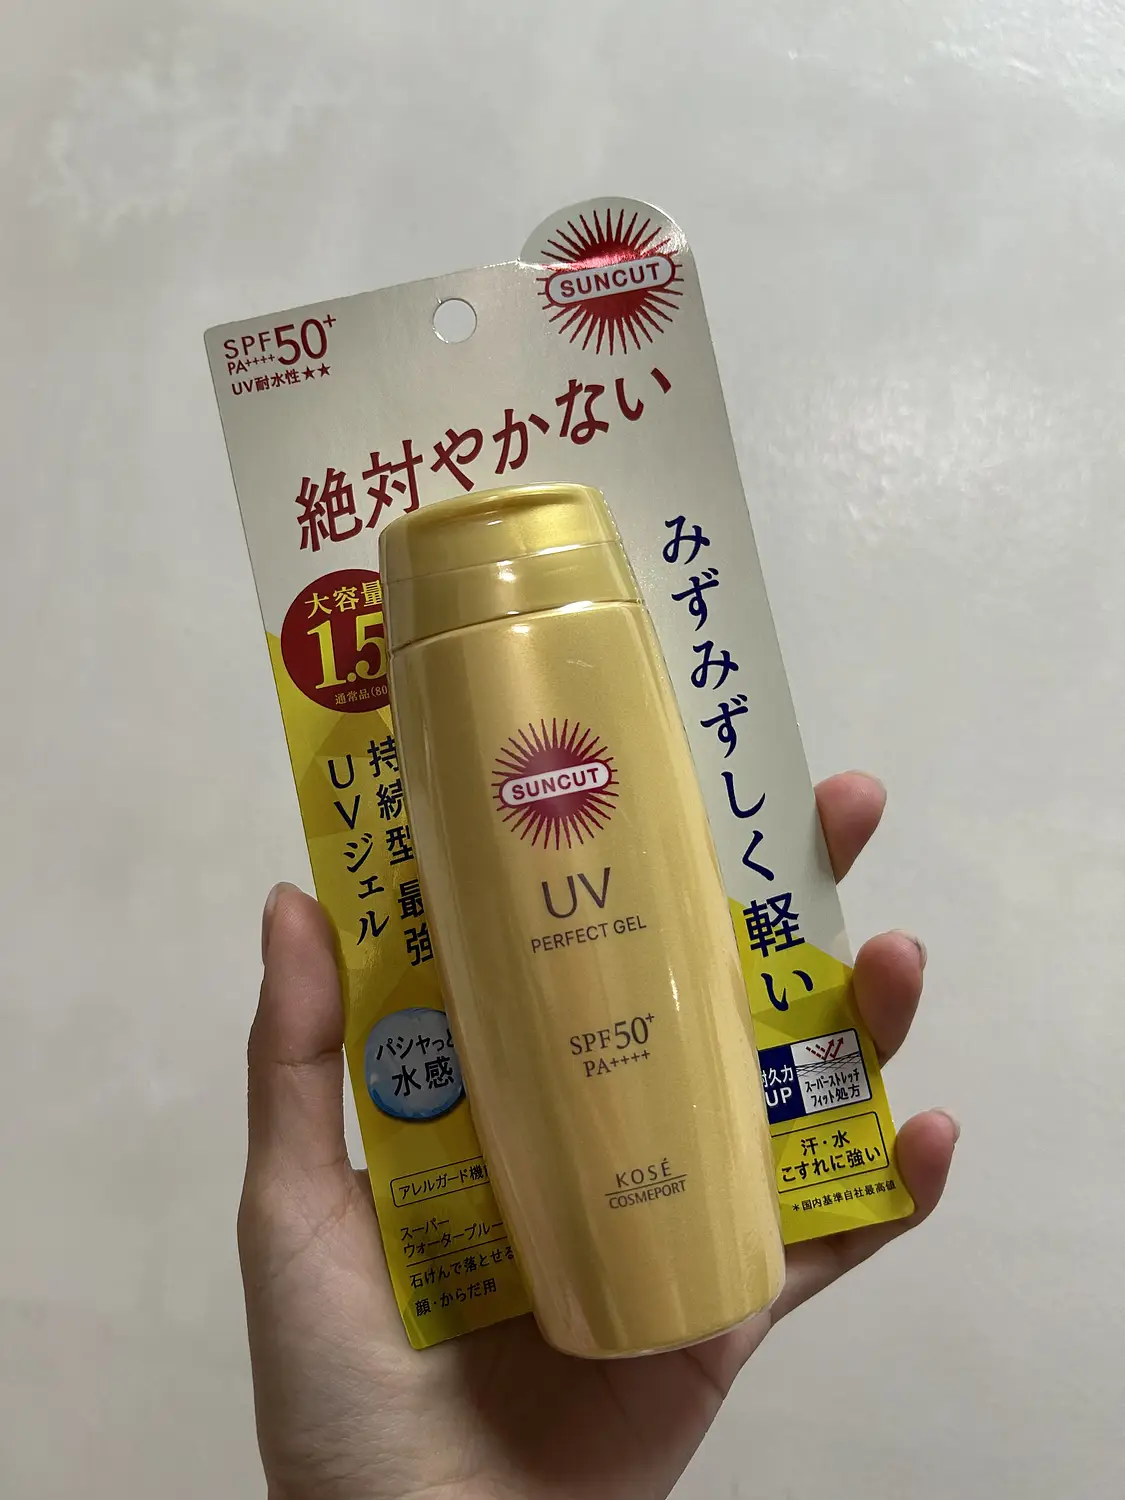 SUNCUT
SPF50+
PA++++
UV耐水性★★
絶対やかない
大容量
1.5
通常品(80
みずみずしく軽い
持続型 最強
UVジェル
パシャっと
水感
SUNCUT
UV
PERFECT GEL
SPF50+
PA++++
KOSÉ
COSMEPORT
耐久力
UP
スーパーストレッチ
フィット処方
汗・水
こすれに強い
*国内基準自社最高値
アレルガード機
スーパー
ウォータープルー
石けんで落とせる
顔・からだ用